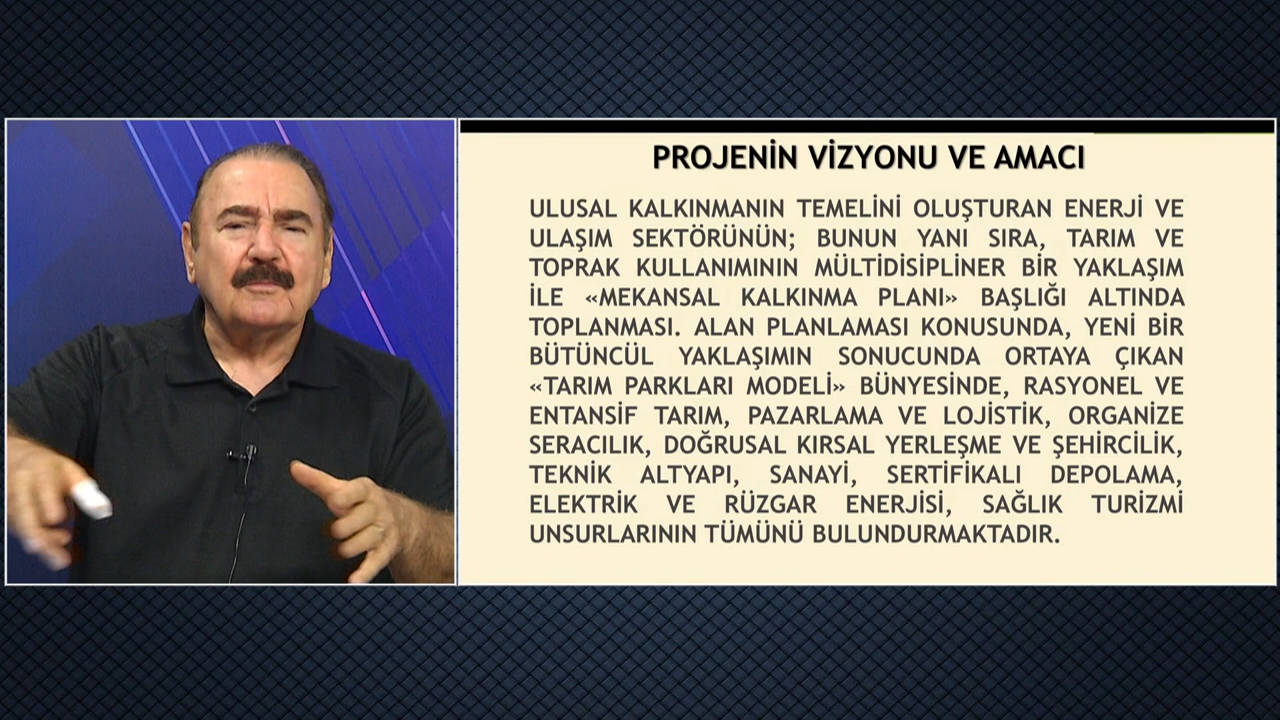 PROJENİN VİZYONU VE AMACI
ULUSAL KALKINMANIN TEMELİNİ OLUŞTURAN ENERJİ VE
ULAŞIM SEKTÖRÜNÜN; BUNUN YANI SIRA, TARIM VE
TOPRAK KULLANIMININ MÜLTİDİSİPLİNER BİR YAKLAŞIM
İLE «MEKANSAL KALKINMA PLANI» BAŞLIĞI ALTINDA
TOPLANMASI. ALAN PLANLAMASI KONUSUNDA, YENİ BİR
BÜTÜNCÜL YAKLAŞIMIN SONUCUNDA ORTAYA ÇIKAN
«TARIM PARKLARI MODELİ» BÜNYESİNDE, RASYONEL VE
ENTANSİF TARIM, PAZARLAMA VE LOJİSTİK, ORGANİZE
SERACILIK, DOĞRUSAL KIRSAL YERLEŞME VE ŞEHİRCİLİK,
TEKNİK ALTYAPI, SANAYİ, SERTİFİKALI DEPOLAMA,
ELEKTRİK VE RÜZGAR ENERJİSİ, SAĞLIK TURİZMİ
UNSURLARININ TÜMÜNÜ BULUNDURMAKTADIR.